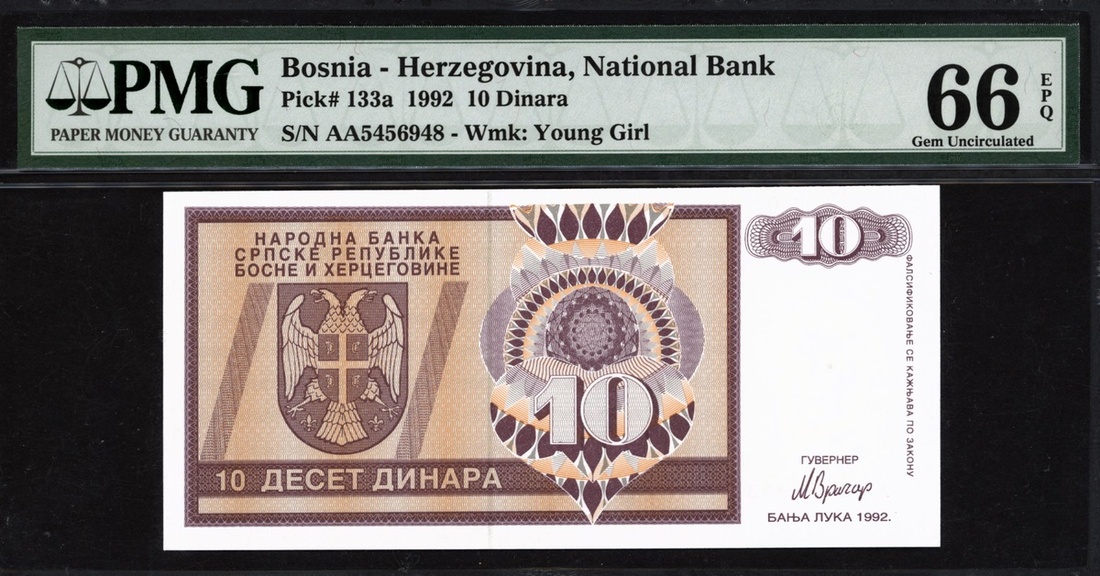 PMG
PAPER MONEY GUARANTY
Bosnia - Herzegovina, National Bank
Pick# 133a 1992 10 Dinara
S/N AA5456948 - Wmk: Young Girl
66
EPQ
Gem Uncirculated
НАРОДНА БАНКА
СРПСКЕ РЕПУБЛИКЕ
БОСНЕ И ХЕРЦЕГОВИНЕ
10
10
ФАЛСИФИКОВАЊЕ СЕ КАЖЊАВА ПО ЗАКОНУ
10 ДЕСЕТ ДИНАРА
ГУВЕРНЕР
М Врачар
БАЊА ЛУКА 1992.